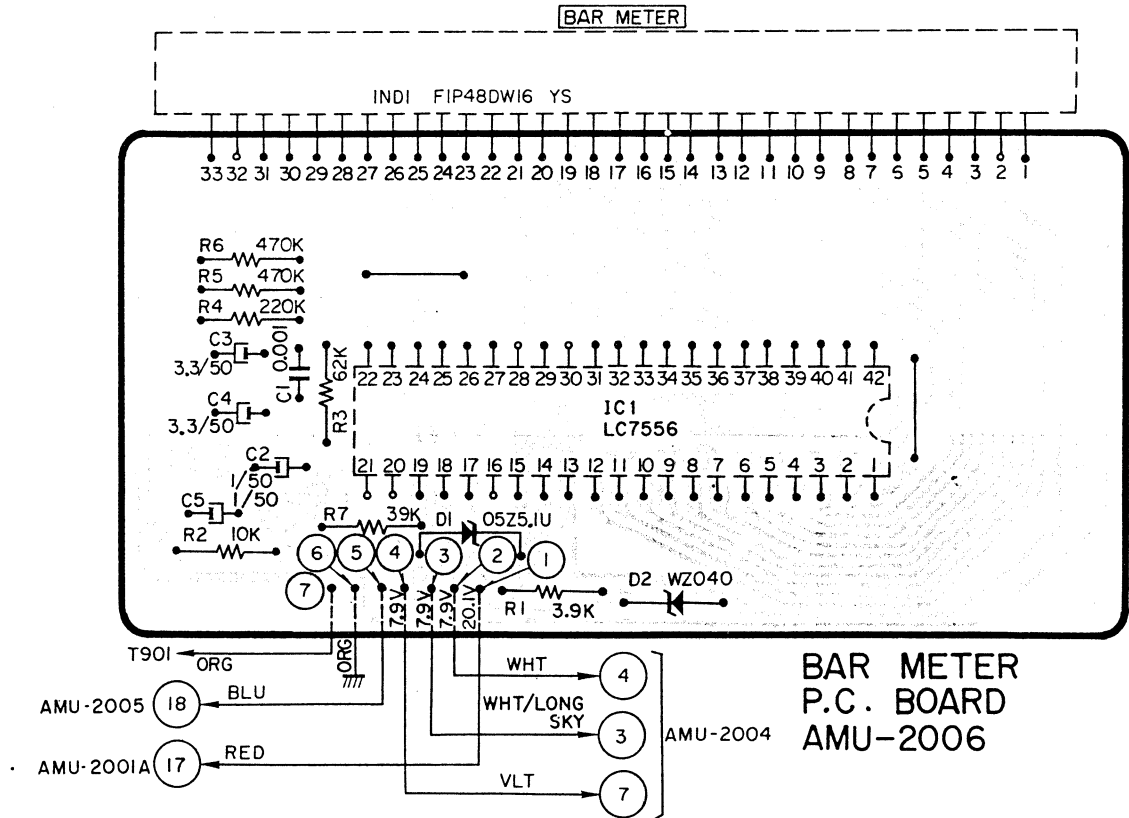 BAR METER
IND1 FIP48DW16 YS
33 32 31 30 29 28 27 26 25 24 23 22 21 20 19 18 17 16 15 14 13 12 11 10 9 8 7 6 5 4 3 2 1
R6 470K
R5 470K
R4 220K
C3
3.3/50
C1 0.001
R3 62K
C4
3.3/50
22 23 24 25 26 27 28 29 30 31 32 33 34 35 36 37 38 39 40 41 42
IC1
LC7556
21 20 19 18 17 16 15 14 13 12 11 10 9 8 7 6 5 4 3 2 1
C2
1/50
C5
1/50
R2 10K
R7 39K
D1 05Z5.1U
6 5 4 3 2 1
7
R1 3.9K
D2 WZ040
7.9V 7.9V 7.9V 20.1V
T901 ORG
ORG
AMU-2005 18 BLU
AMU-2001A 17 RED
WHT 4
WHT/LONG
SKY 3
VLT 7
AMU-2004
BAR METER
P.C. BOARD
AMU-2006